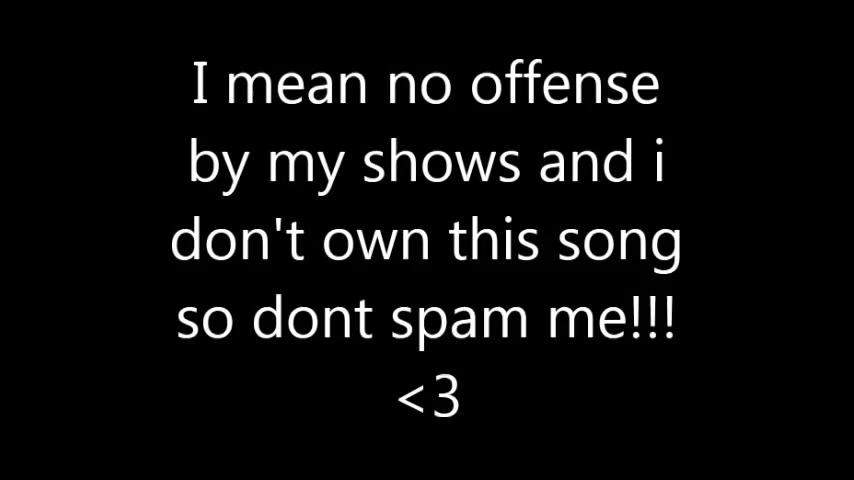 I mean no offense
by my shows and i
don't own this song
so dont spam me!!!
<3